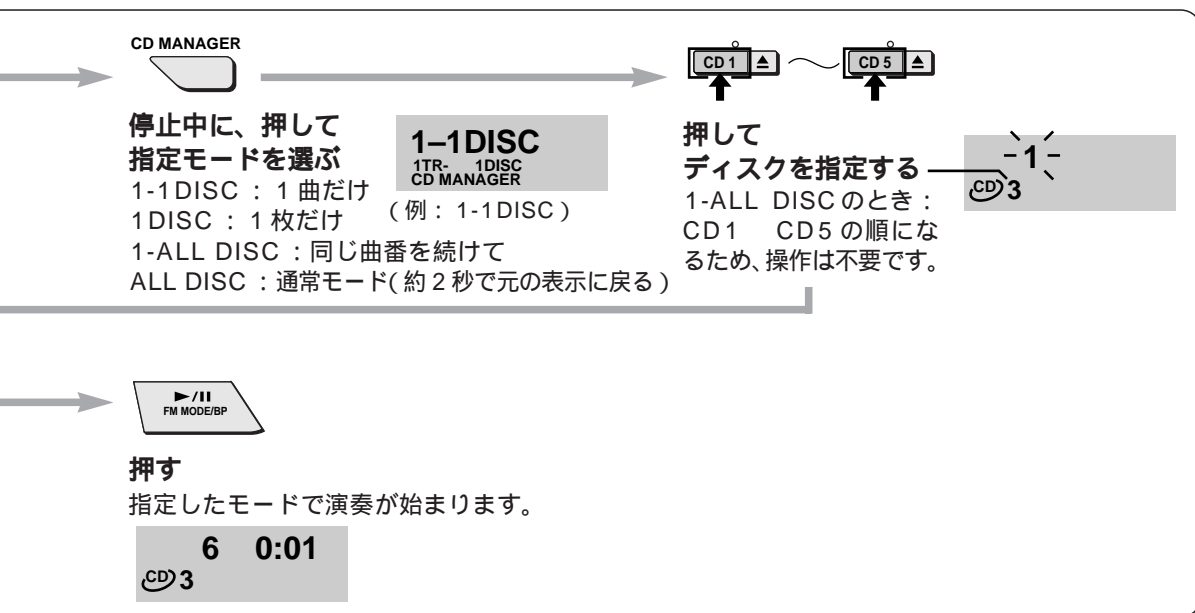 CD MANAGER
停止中に、押して
指定モードを選ぶ
1-1DISC : 1 曲だけ
1DISC : 1 枚だけ
1-ALL DISC : 同じ曲番を続けて
ALL DISC : 通常モード(約 2 秒で元の表示に戻る)
1–1DISC
1TR- 1DISC
CD MANAGER
(例 : 1-1DISC)
CD 1 ▲ ~ CD 5 ▲
押して
ディスクを指定する
1-ALL DISC のとき :
CD1 CD5 の順にな
るため、操作は不要です。
1
CD 3
►/II
FM MODE/BP
押す
指定したモードで演奏が始まります。
6 0:01
CD 3